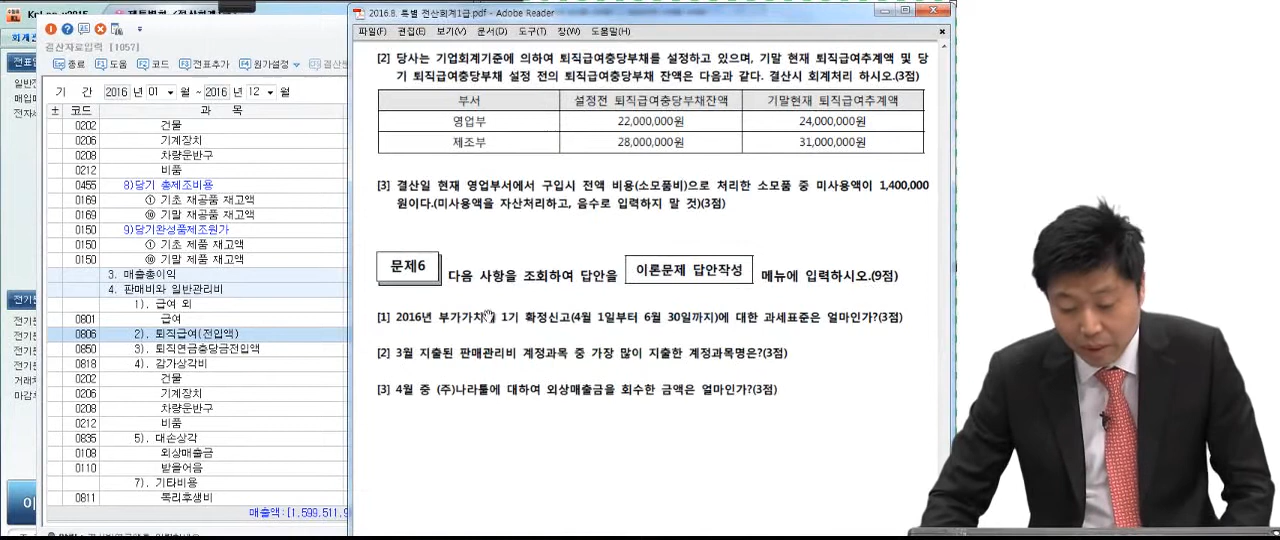 2016.8. 특별 전산회계1급.pdf - Adobe Reader
파일(F) 편집(E) 보기(V) 문서(D) 도구(T) 창(W) 도움말(H)
결산자료입력 [1057]
종료 도움 코드 전표추가 F4 원가설정
기 간 2016 년 01 월 ~ 2016 년 12 월
± 코드 과 목
0202 건물
0206 기계장치
0208 차량운반구
0212 비품
0455 8)당기 총제조비용
0169 ① 기초 재공품 재고액
0169 ⑩ 기말 재공품 재고액
0150 9)당기완성품제조원가
0150 ① 기초 제품 재고액
0150 ⑩ 기말 제품 재고액
3. 매출총이익
4. 판매비와 일반관리비
1). 급여 외
0801 급여
0806 2). 퇴직급여(전입액)
0850 3). 퇴직연금충당금전입액
0818 4). 감가상각비
0202 건물
0206 기계장치
0208 차량운반구
0212 비품
0835 5). 대손상각
0108 외상매출금
0110 받을어음
7). 기타비용
0811 복리후생비
매출액:[1,599,511,9
[2] 당사는 기업회계기준에 의하여 퇴직급여충당부채를 설정하고 있으며, 기말 현재 퇴직급여추계액 및 당
기 퇴직급여충당부채 설정 전의 퇴직급여충당부채 잔액은 다음과 같다. 결산시 회계처리 하시오.(3점)
부서 설정전 퇴직급여충당부채잔액 기말현재 퇴직급여추계액
영업부 22,000,000원 24,000,000원
제조부 28,000,000원 31,000,000원
[3] 결산일 현재 영업부서에서 구입시 전액 비용(소모품비)으로 처리한 소모품 중 미사용액이 1,400,000
원이다.(미사용액을 자산처리하고, 음수로 입력하지 말 것)(3점)
문제6 다음 사항을 조회하여 답안을 이론문제 답안작성 메뉴에 입력하시오.(9점)
[1] 2016년 부가가치 1기 확정신고(4월 1일부터 6월 30일까지)에 대한 과세표준은 얼마인가?(3점)
[2] 3월 지출된 판매관리비 계정과목 중 가장 많이 지출한 계정과목명은?(3점)
[3] 4월 중 (주)나라툴에 대하여 외상매출금을 회수한 금액은 얼마인가?(3점)